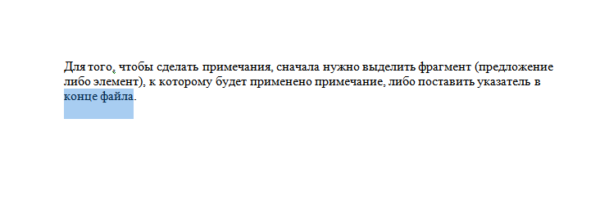 Для того, чтобы сделать примечания, сначала нужно выделить фрагмент (предложение
либо элемент), к которому будет применено примечание, либо поставить указатель в
конце файла.